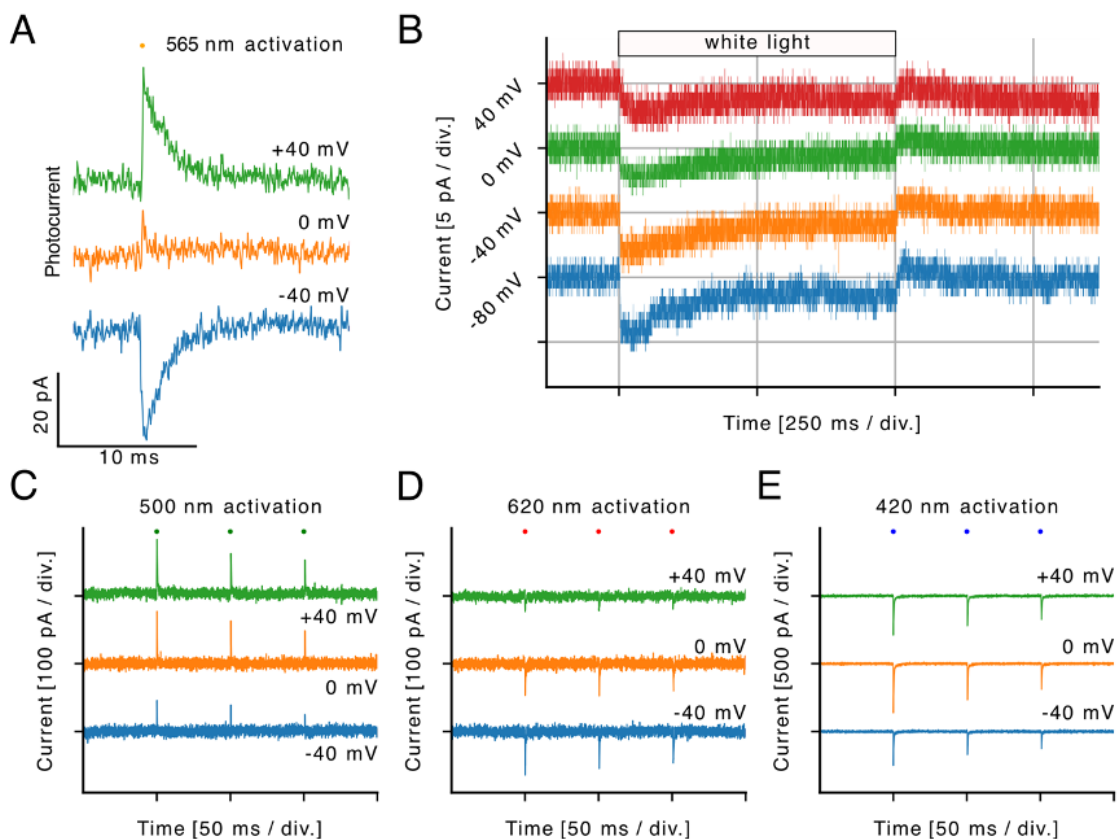 A
565 nm activation
+40 mV
0 mV
-40 mV
Photocurrent
20 pA
10 ms
B
white light
40 mV
0 mV
-40 mV
-80 mV
Current [5 pA / div.]
Time [250 ms / div.]
C
500 nm activation
+40 mV
0 mV
-40 mV
Current [100 pA / div.]
Time [50 ms / div.]
D
620 nm activation
+40 mV
0 mV
-40 mV
Current [100 pA / div.]
Time [50 ms / div.]
E
420 nm activation
+40 mV
0 mV
-40 mV
Current [500 pA / div.]
Time [50 ms / div.]